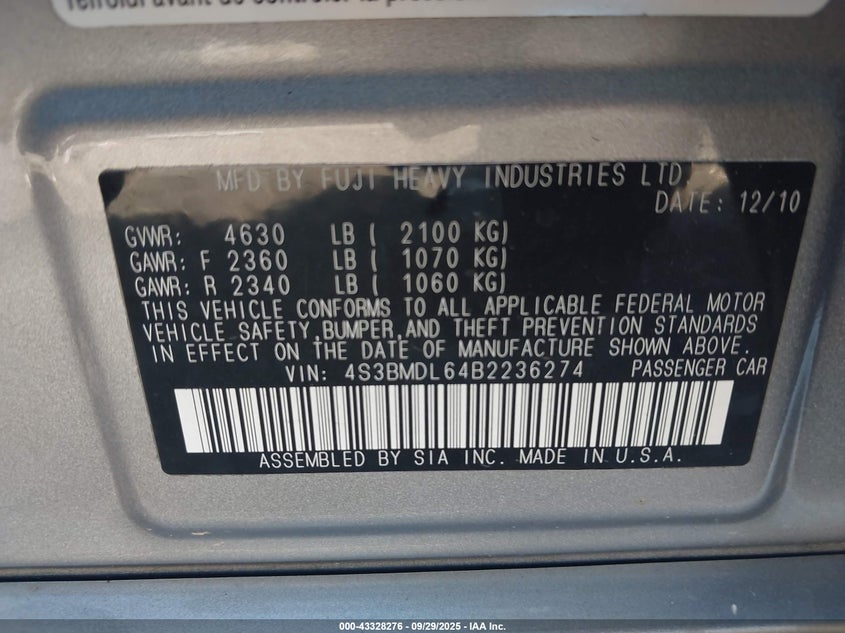 MFD BY FUJI HEAVY INDUSTRIES LTD.
DATE: 12/10
GVWR: 4630 LB ( 2100 KG)
GAWR: F 2360 LB ( 1070 KG)
GAWR: R 2340 LB ( 1060 KG)
THIS VEHICLE CONFORMS TO ALL APPLICABLE FEDERAL MOTOR
VEHICLE SAFETY,BUMPER,AND THEFT PREVENTION STANDARDS
IN EFFECT ON THE DATE OF MANUFACTURE SHOWN ABOVE.
VIN: 4S3BMDL64B2236274 PASSENGER CAR
ASSEMBLED BY SIA INC. MADE IN U.S.A.
000-43328276 - 09/29/2025 - IAA Inc.